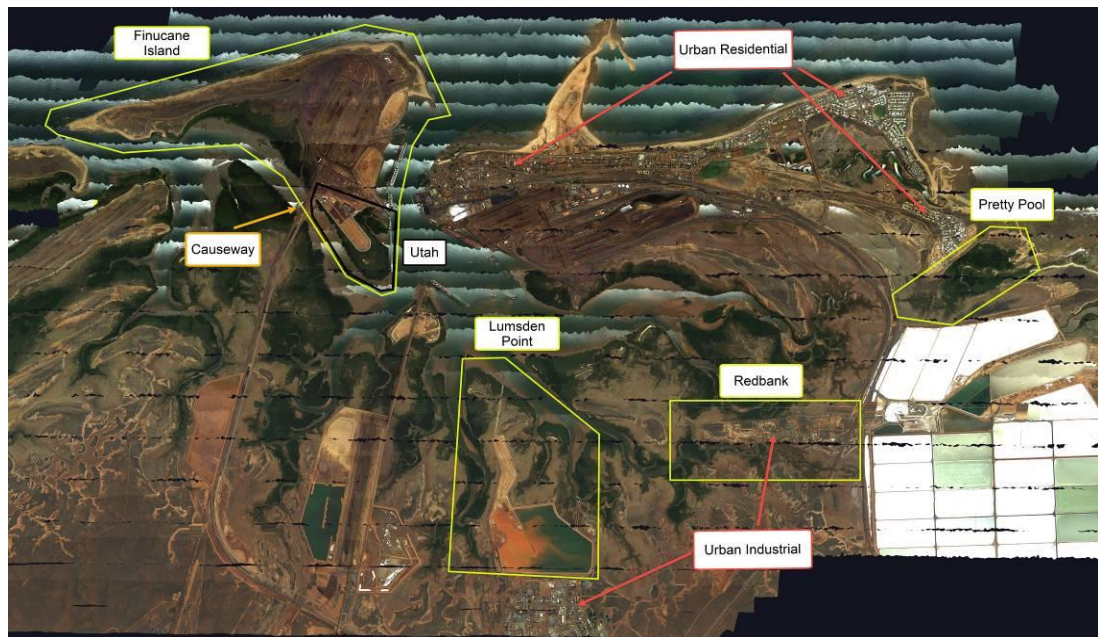 Finucane
Island
Urban Residential
Pretty Pool
Causeway
Utah
Lumsden
Point
Redbank
Urban Industrial